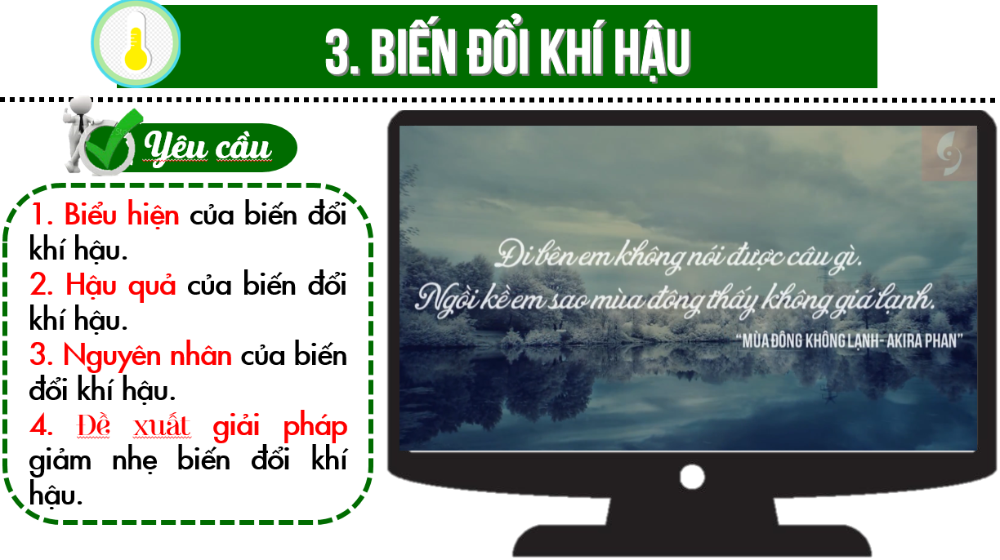 3. BIẾN ĐỔI KHÍ HẬU
Yêu cầu
1. Biểu hiện của biến đổi
khí hậu.
2. Hậu quả của biến đổi
khí hậu.
3. Nguyên nhân của biến
đổi khí hậu.
4. Đề xuất giải pháp
giảm nhẹ biến đổi khí
hậu.
Đi bên em không nói được câu gì.
Ngồi kề em sao mùa đông thấy không giá lạnh.
“MÙA ĐÔNG KHÔNG LẠNH- AKIRA PHAN”